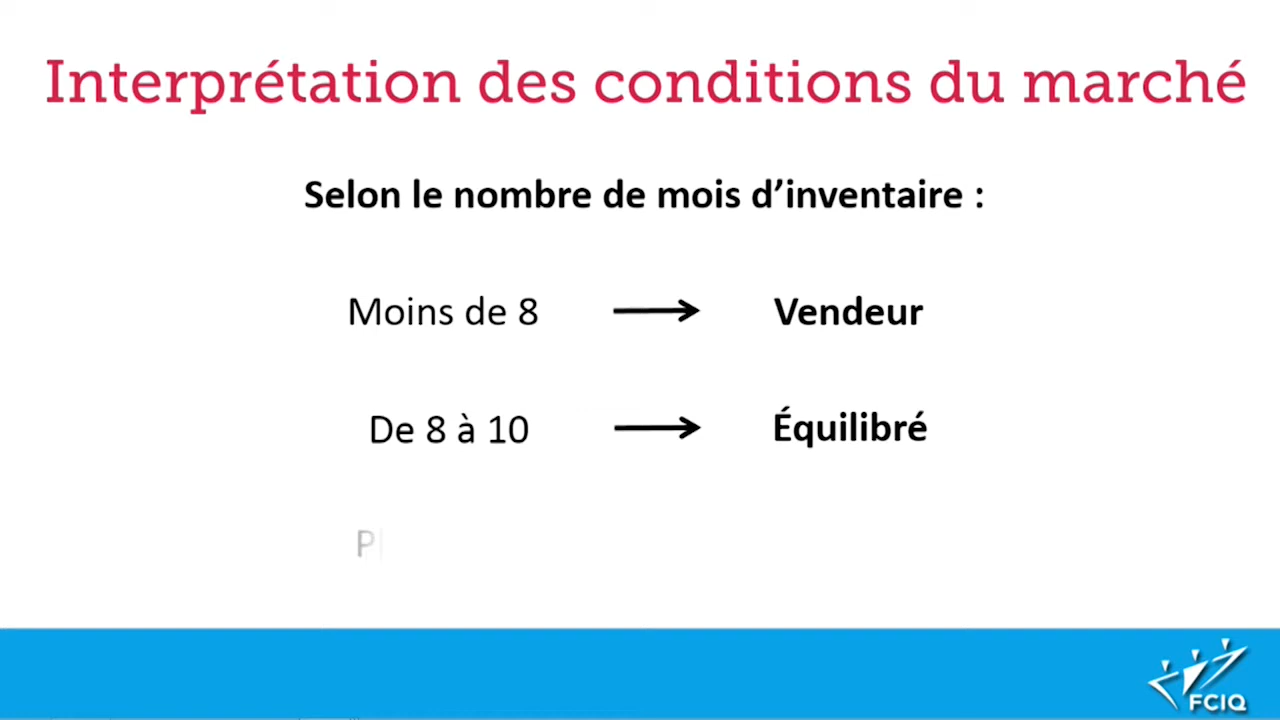 Interprétation des conditions du marché
Selon le nombre de mois d’inventaire :
Moins de 8 → Vendeur
De 8 à 10 → Équilibré
FCIQ